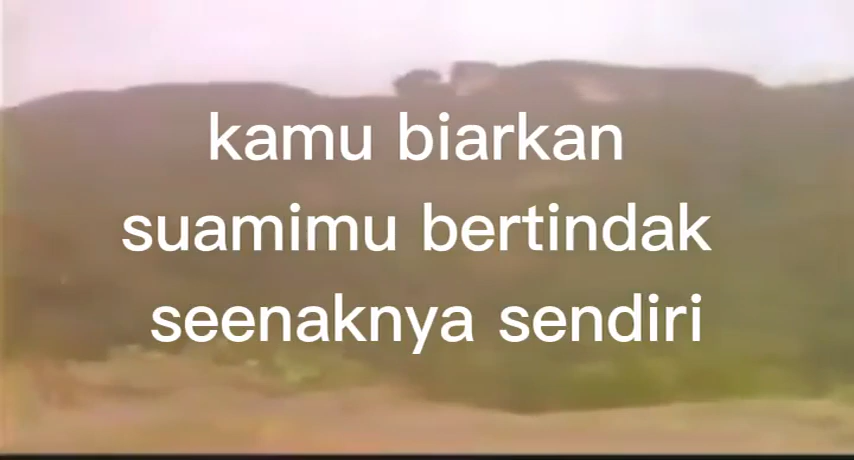 kamu biarkan
suamimu bertindak
seenaknya sendiri